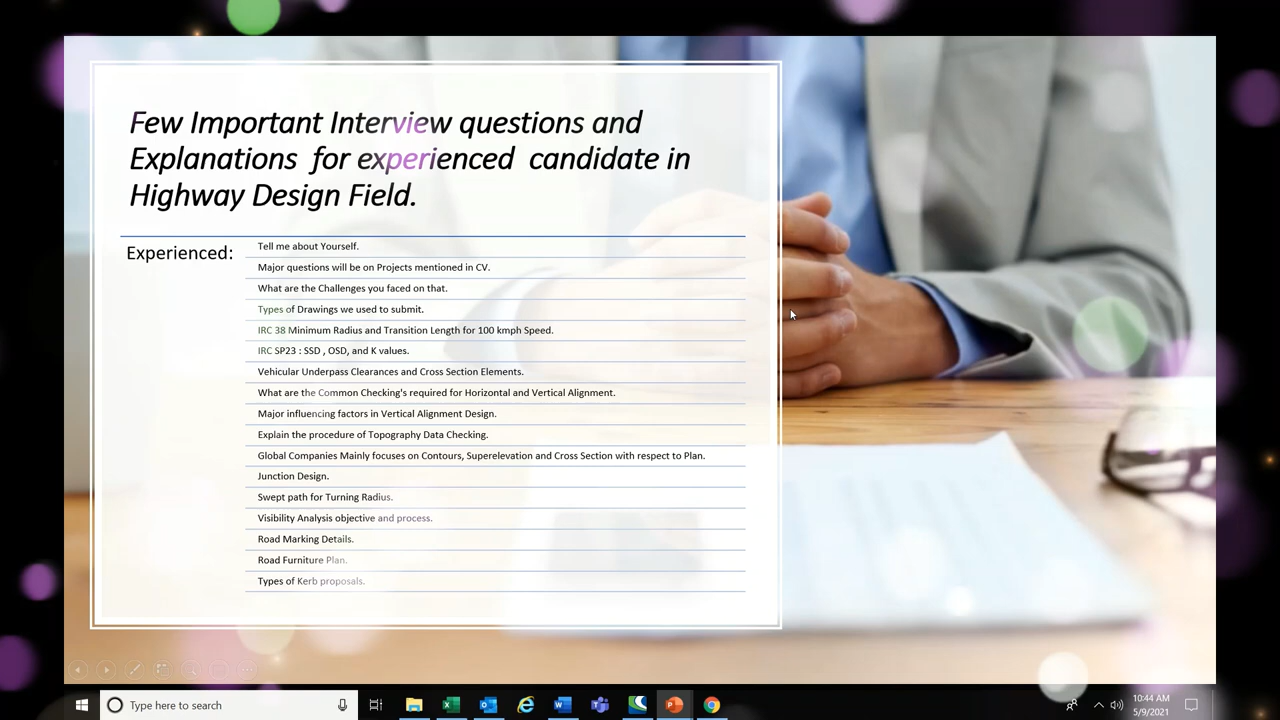 Few Important Interview questions and
Explanations for experienced candidate in
Highway Design Field.
Experienced:
Tell me about Yourself.
Major questions will be on Projects mentioned in CV.
What are the Challenges you faced on that.
Types of Drawings we used to submit.
IRC 38 Minimum Radius and Transition Length for 100 kmph Speed.
IRC SP23 : SSD , OSD, and K values.
Vehicular Underpass Clearances and Cross Section Elements.
What are the Common Checking's required for Horizontal and Vertical Alignment.
Major influencing factors in Vertical Alignment Design.
Explain the procedure of Topography Data Checking.
Global Companies Mainly focuses on Contours, Superelevation and Cross Section with respect to Plan.
Junction Design.
Swept path for Turning Radius.
Visibility Analysis objective and process.
Road Marking Details.
Road Furniture Plan.
Types of Kerb proposals.
Type here to search
10:44 AM
5/9/2021